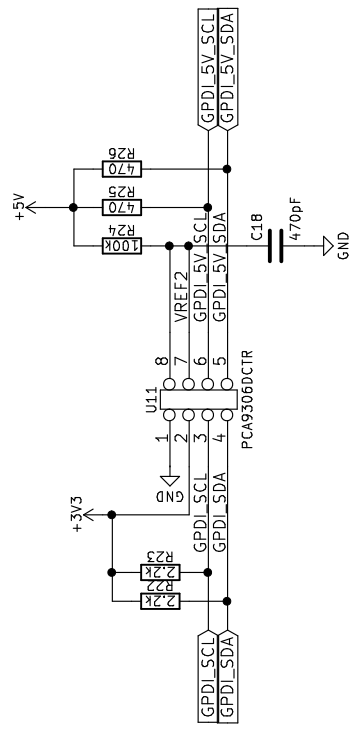 GPDI_5V_SCL
GPDI_5V_SDA
R26
470
R25
470
R24
100k
+5V
C18
470pF
GND
VREF2
GPDI_5V_SCL
GPDI_5V_SDA
8
7
6
5
U11
PCA9306DCTR
1
2
3
4
GND
+3V3
GPDI_SCL
GPDI_SDA
R23
2.2k
R22
2.2k
GPDI_SCL
GPDI_SDA